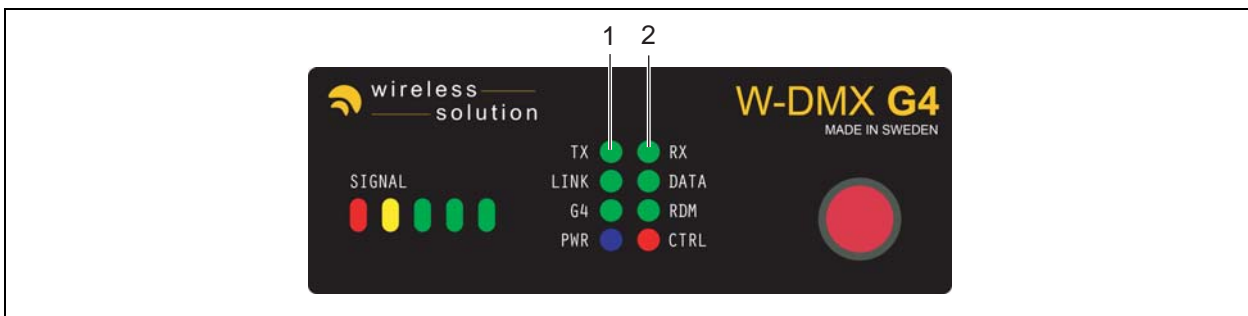 1 2
wireless
solution
W-DMX G4
MADE IN SWEDEN
TX RX
SIGNAL
LINK DATA
G4 RDM
PWR CTRL